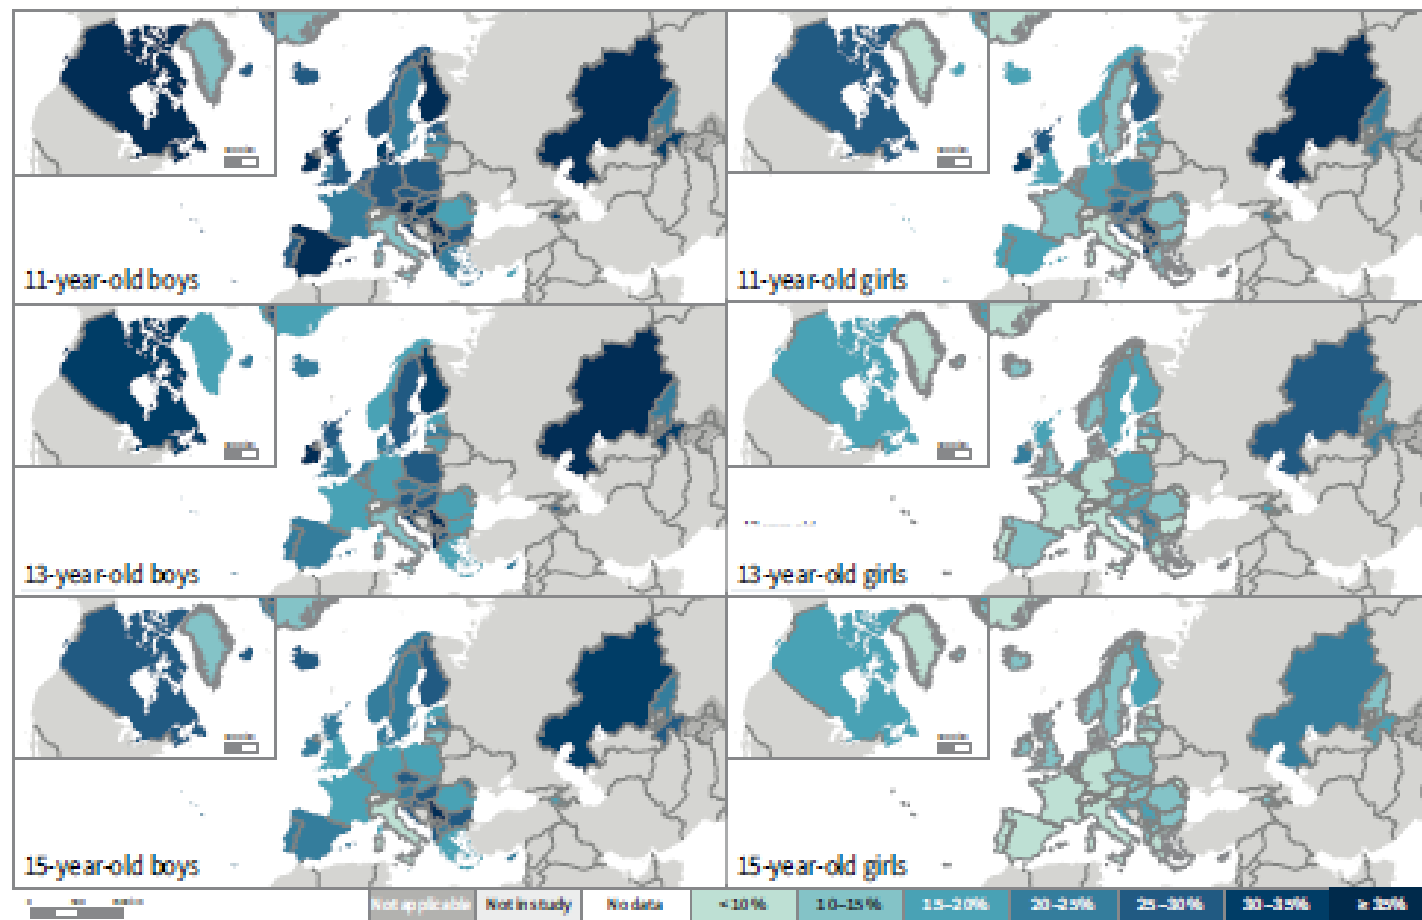 11-year-old boys
11-year-old girls
13-year-old boys
13-year-old girls
15-year-old boys
15-year-old girls
Not applicable
Not in study
No data
<10%
10–15%
15–20%
20–25%
25–30%
30–35%
≥35%